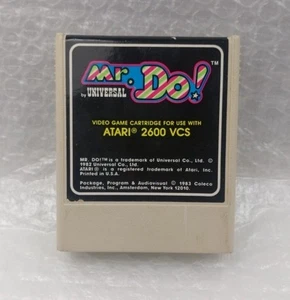 Mr. Do!™
by UNIVERSAL
VIDEO GAME CARTRIDGE FOR USE WITH
ATARI® 2600 VCS
MR. DO!™ is a trademark of Universal Co., Ltd. ©
1983 Universal Co., Ltd.
ATARI® is a registered trademark of Atari, Inc.
Printed in U.S.A.
Package, Program & Audiovisual © 1983 Coleco
Industries, Inc., Amsterdam, New York 12010.